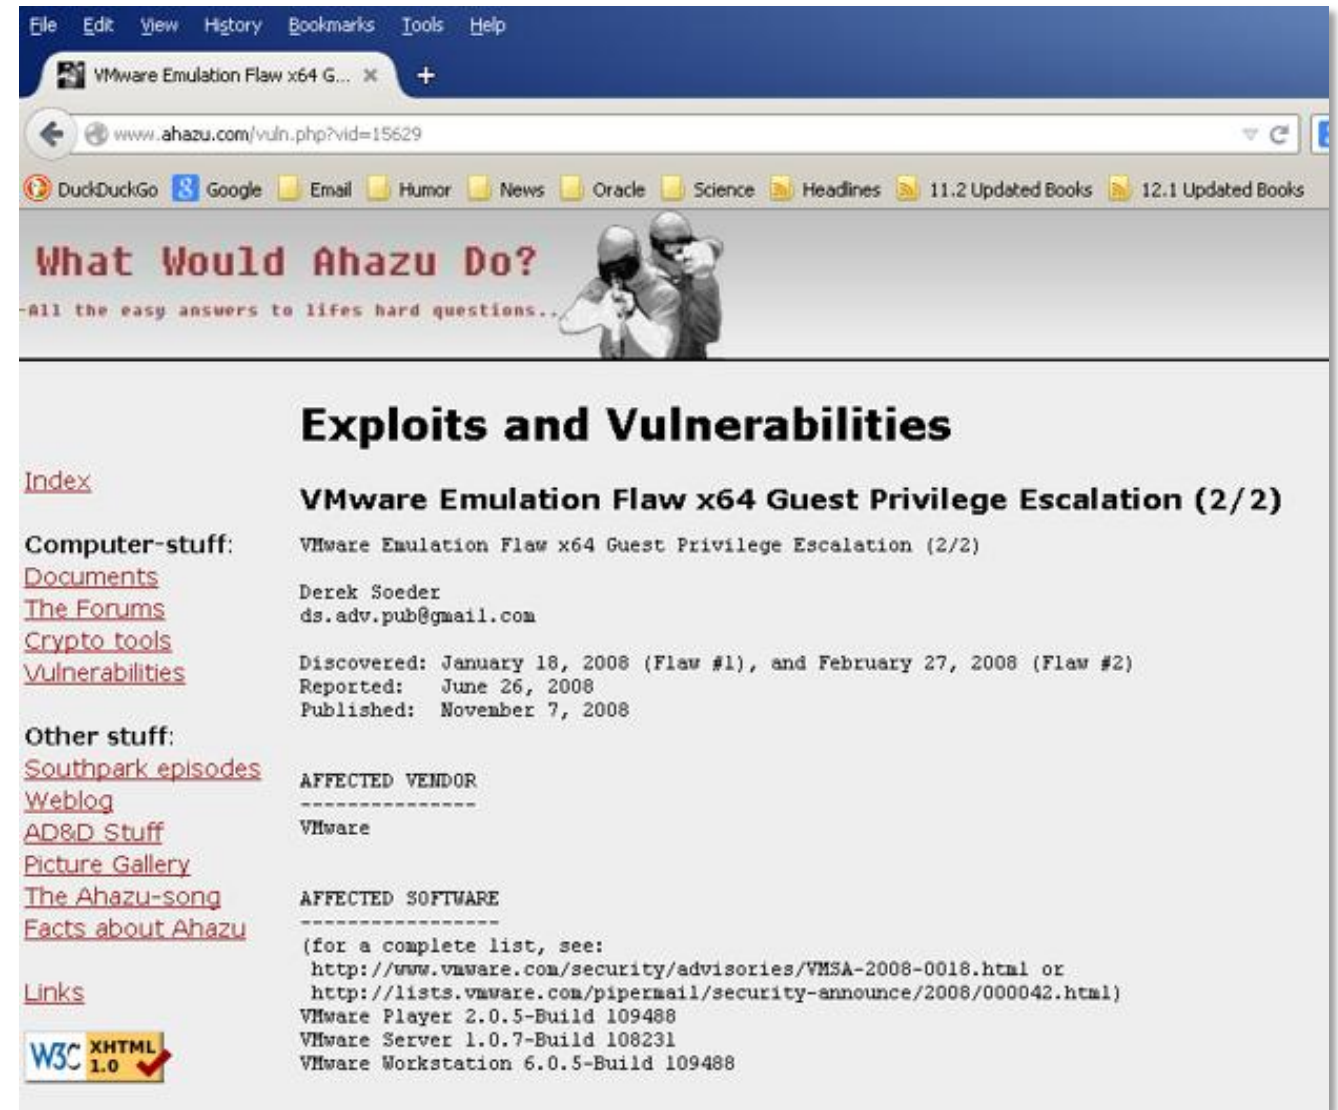 File Edit View History Bookmarks Tools Help
VMware Emulation Flaw x64 G...
www.ahazu.com/vuln.php?vid=15629
DuckDuckGo Google Email Humor News Oracle Science Headlines 11.2 Updated Books 12.1 Updated Books
What Would Ahazu Do?
-All the easy answers to lifes hard questions..
Exploits and Vulnerabilities
Index
Computer-stuff:
Documents
The Forums
Crypto tools
Vulnerabilities
Other stuff:
Southpark episodes
Weblog
AD&D Stuff
Picture Gallery
The Ahazu-song
Facts about Ahazu
Links
W3C XHTML 1.0
VMware Emulation Flaw x64 Guest Privilege Escalation (2/2)
VMware Emulation Flaw x64 Guest Privilege Escalation (2/2)
Derek Soeder
ds.adv.pub@gmail.com
Discovered: January 18, 2008 (Flaw #1), and February 27, 2008 (Flaw #2)
Reported: June 26, 2008
Published: November 7, 2008
AFFECTED VENDOR
---------------
VMware
AFFECTED SOFTWARE
-----------------
(for a complete list, see:
http://www.vmware.com/security/advisories/VMSA-2008-0018.html or
http://lists.vmware.com/pipermail/security-announce/2008/000042.html)
VMware Player 2.0.5-Build 109488
VMware Server 1.0.7-Build 108231
VMware Workstation 6.0.5-Build 109488